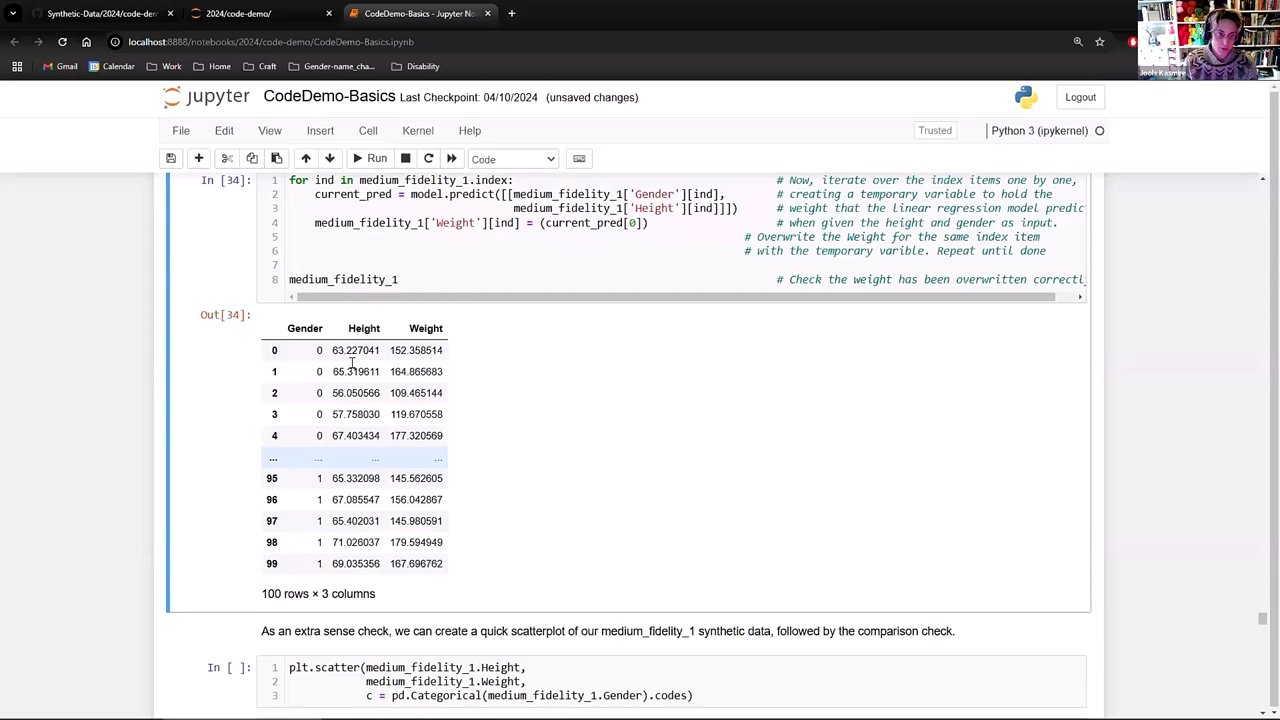 Synthetic-Data/2024/code-de
2024/code-demo/
CodeDemo-Basics - Jupyter No
localhost:8888/notebooks/2024/code-demo/CodeDemo-Basics.ipynb
Gmail
Calendar
Work
Home
Craft
Gender-name_cha...
Disability
Jools Kasmire
jupyter
CodeDemo-Basics
Last Checkpoint: 04/10/2024 (unsaved changes)
Logout
File
Edit
View
Insert
Cell
Kernel
Help
Trusted
Python 3 (ipykernel)
Run
Code
In [34]:
1 for ind in medium_fidelity_1.index: # Now, iterate over the index items one by one,
2 current_pred = model.predict([[medium_fidelity_1['Gender'][ind], # creating a temporary variable to hold the
3 medium_fidelity_1['Height'][ind]]]) # weight that the linear regression model predic
4 medium_fidelity_1['Weight'][ind] = (current_pred[0]) # when given the height and gender as input.
5 # Overwrite the Weight for the same index item
6 # with the temporary varible. Repeat until done
7
8 medium_fidelity_1 # Check the weight has been overwritten correctly
Out[34]:
Gender Height Weight
0 0 63.227041 152.358514
1 0 65.319611 164.865683
2 0 56.050566 109.465144
3 0 57.758030 119.670558
4 0 67.403434 177.320569
... ... ... ...
95 1 65.332098 145.562605
96 1 67.085547 156.042867
97 1 65.402031 145.980591
98 1 71.026037 179.594949
99 1 69.035356 167.696762
100 rows × 3 columns
As an extra sense check, we can create a quick scatterplot of our medium_fidelity_1 synthetic data, followed by the comparison check.
In [ ]:
1 plt.scatter(medium_fidelity_1.Height,
2 medium_fidelity_1.Weight,
3 c = pd.Categorical(medium_fidelity_1.Gender).codes)